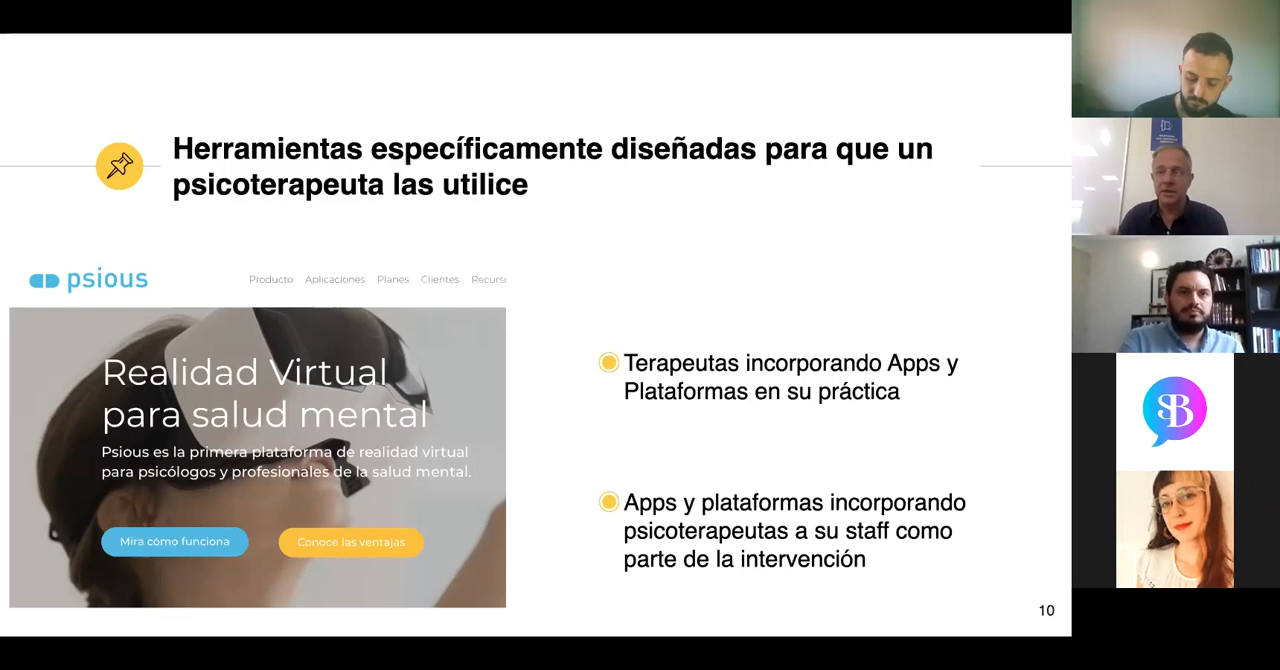 Herramientas específicamente diseñadas para que un
psicoterapeuta las utilice
psious
Producto Aplicaciones Planes Clientes
Realidad Virtual
para salud mental
Psious es la primera plataforma de realidad virtual
para psicólogos y profesionales de la salud mental.
Mira cómo funciona
Conoce las ventajas
Terapeutas incorporando Apps y
Plataformas en su práctica
Apps y plataformas incorporando
psicoterapeutas a su staff como
parte de la intervención
10
SB